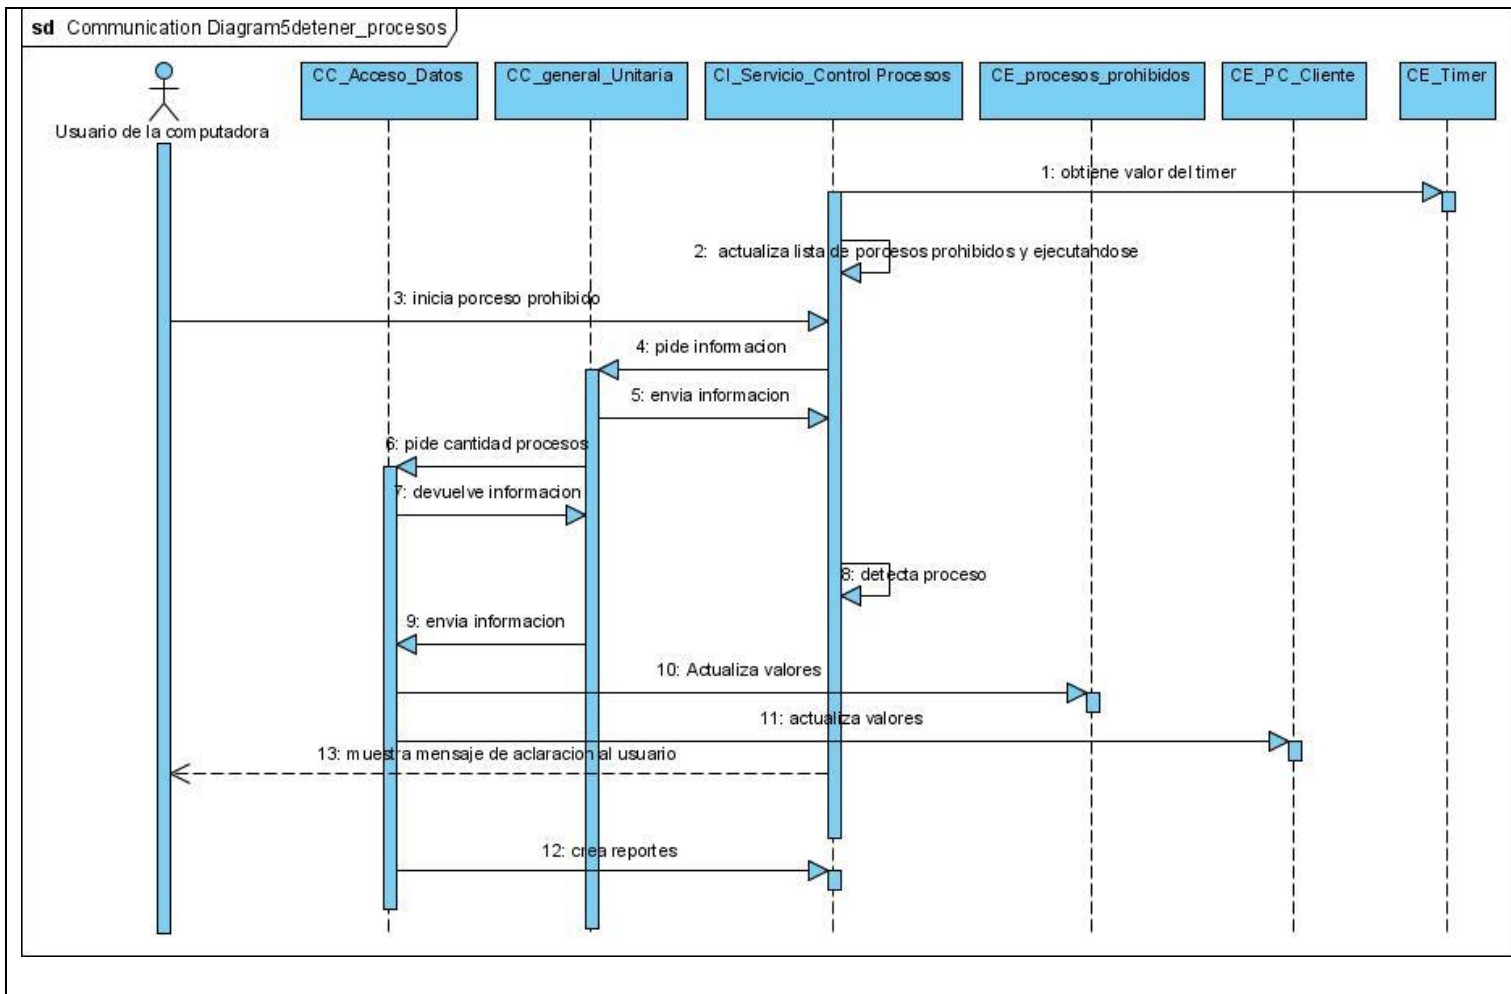 sd Communication Diagram5detener_procesos
Usuario de la computadora
CC_Acceso_Datos
CC_general_Unitaria
CI_Servicio_Control Procesos
CE_procesos_prohibidos
CE_PC_Cliente
CE_Timer
1: obtiene valor del timer
2: actualiza lista de porcesos prohibidos y ejecutandose
3: inicia porceso prohibido
4: pide informacion
5: envia informacion
6: pide cantidad procesos
7: devuelve informacion
8: detecta proceso
9: envia informacion
10: Actualiza valores
11: actualiza valores
13: muestra mensaje de aclaracion al usuario
12: crea reportes